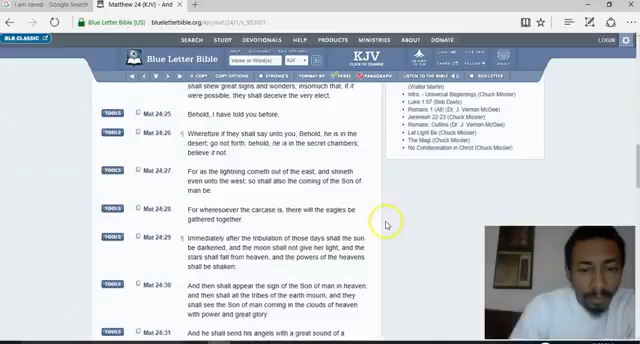 I am saved - Google Search
Matthew 24 (KJV) - And
blueletterbible.org/kjv/mat/24/1/s_953001
BLB CLASSIC
SEARCH STUDY DEVOTIONALS HELP PRODUCTS MINISTRIES ABOUT DONATE
LOGIN
Blue Letter Bible
Verse or Word(s)
KJV
KJV
CLICK TO CHANGE
COPY COPY OPTIONS STRONG'S FORMAT BY VERSE PARAGRAPH LISTEN TO THE BIBLE RED-LETTER
shall shew great signs and wonders; insomuch that, if it
were possible, they shall deceive the very elect.
TOOLS Mat 24:25 Behold, I have told you before.
TOOLS Mat 24:26 ¶ Wherefore if they shall say unto you, Behold, he is in the
desert; go not forth: behold, he is in the secret chambers;
believe it not.
TOOLS Mat 24:27 For as the lightning cometh out of the east, and shineth
even unto the west; so shall also the coming of the Son of
man be.
TOOLS Mat 24:28 For wheresoever the carcase is, there will the eagles be
gathered together.
TOOLS Mat 24:29 ¶ Immediately after the tribulation of those days shall the sun
be darkened, and the moon shall not give her light, and the
stars shall fall from heaven, and the powers of the heavens
shall be shaken:
TOOLS Mat 24:30 And then shall appear the sign of the Son of man in heaven:
and then shall all the tribes of the earth mourn, and they
shall see the Son of man coming in the clouds of heaven
with power and great glory.
TOOLS Mat 24:31 And he shall send his angels with a great sound of a
(Walter Martin)
Intro. - Universal Beginnings (Chuck Missler)
Luke 1:57 (Bob Davis)
Romans 1 (Dr. J. Vernon McGee)
Jeremiah 22-23 (Chuck Missler)
Romans: Outline (Dr. J. Vernon McGee)
Let Light Be (Chuck Missler)
The Magi (Chuck Missler)
No Condemnation in Christ (Chuck Missler)